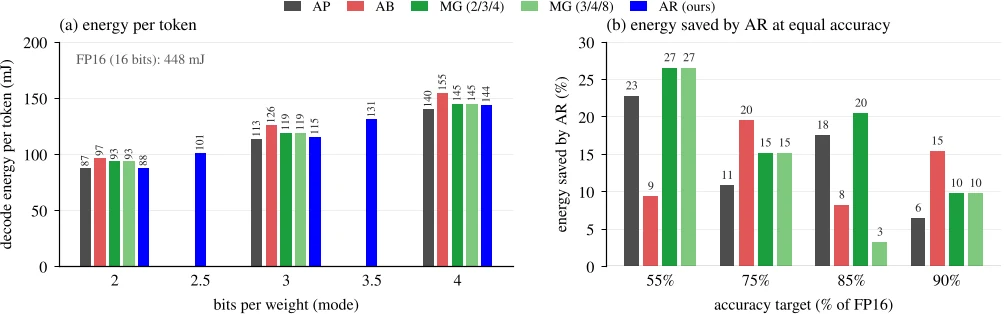 AP AB MG (2/3/4) MG (3/4/8) AR (ours)
(a) energy per token
FP16 (16 bits): 448 mJ
decode energy per token (mJ)
200
150
100
50
0
87 97 93 93 88
101
113 126 119 119 115
131
140 155 145 145 144
2 2.5 3 3.5 4
bits per weight (mode)
(b) energy saved by AR at equal accuracy
energy saved by AR (%)
30
25
20
15
10
5
0
23 9 27 27
11 20 15 15
18 8 20 3
6 15 10 10
55% 75% 85% 90%
accuracy target (% of FP16)